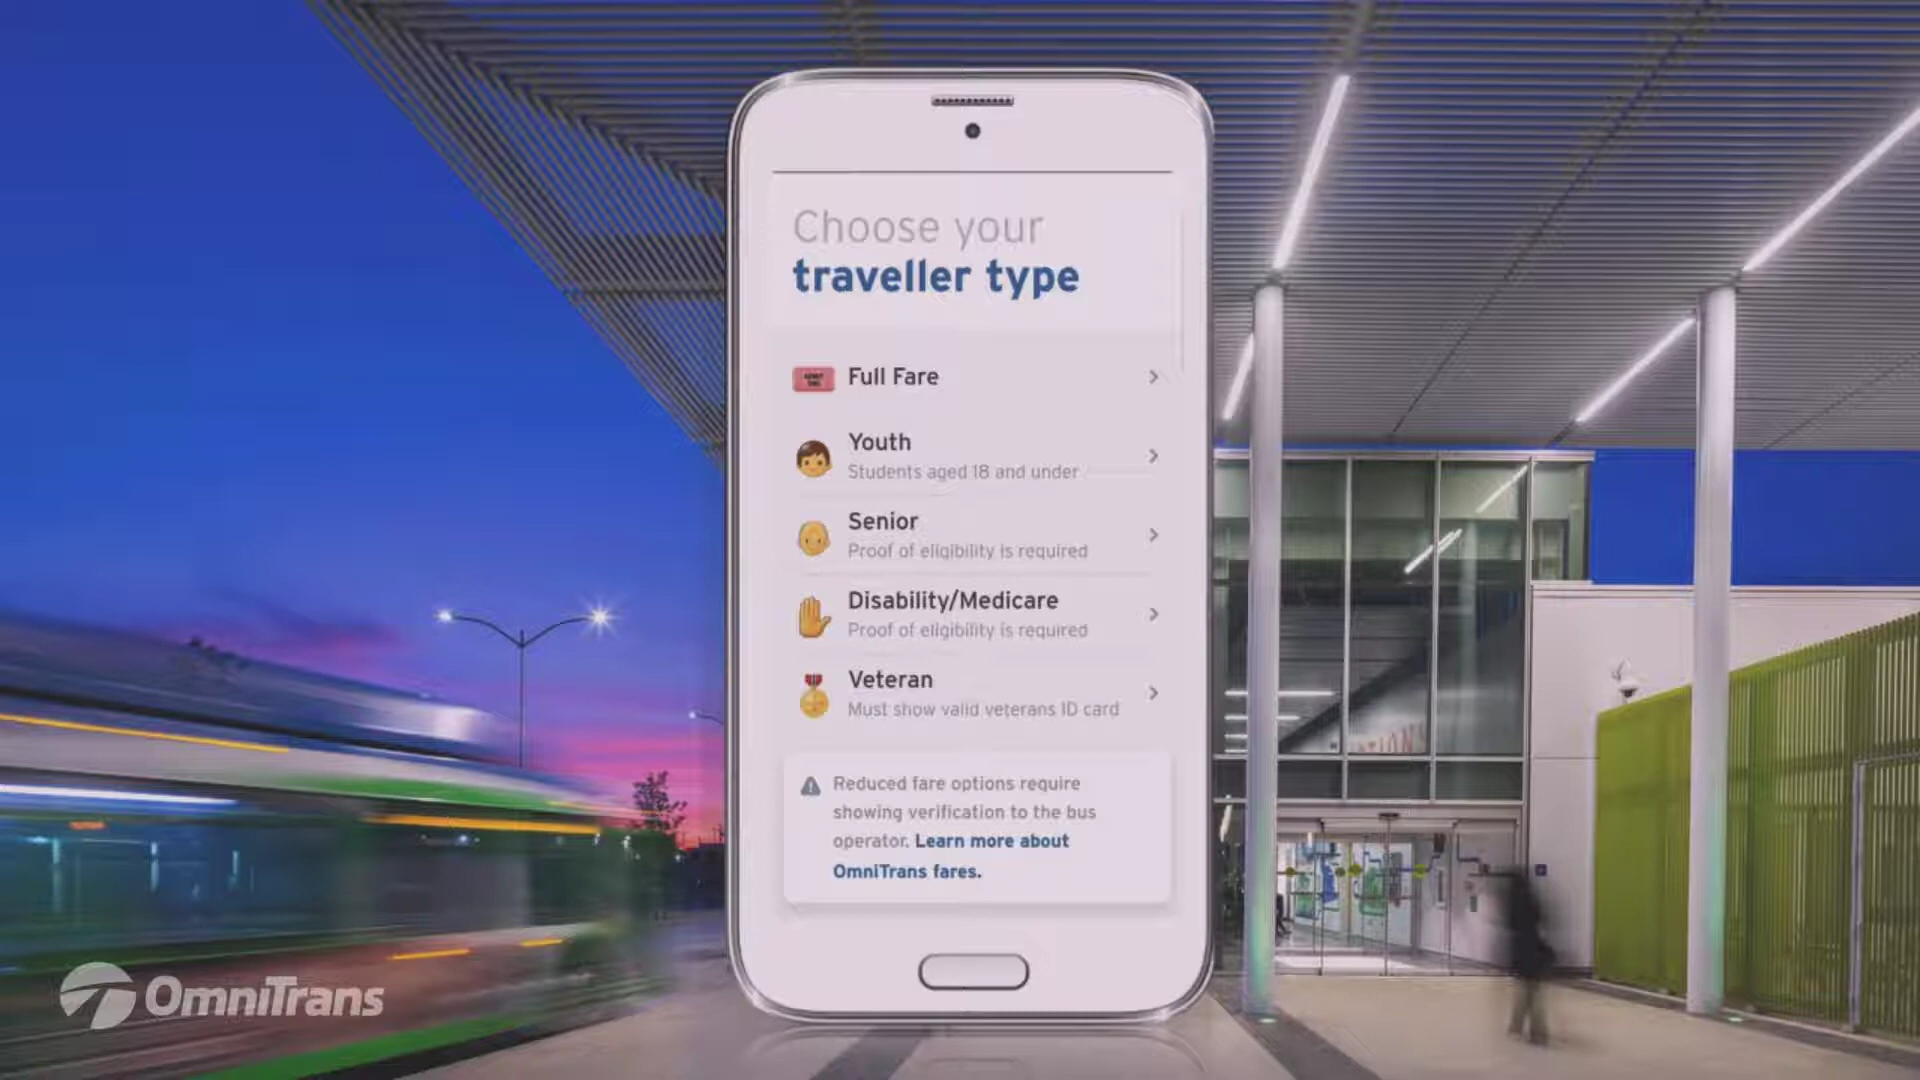 Choose your
traveller type
ADMIT
ONE
Full Fare
Youth
Students aged 18 and under
Senior
Proof of eligibility is required
Disability/Medicare
Proof of eligibility is required
Veteran
Must show valid veterans ID card
Reduced fare options require
showing verification to the bus
operator. Learn more about
OmniTrans fares.
OmniTrans